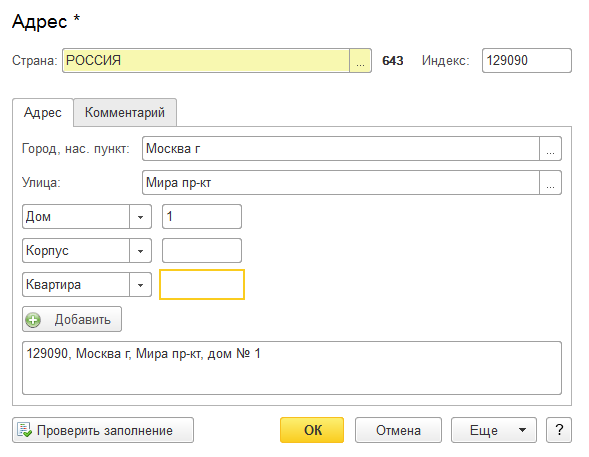 Адрес *
Страна: РОССИЯ ... 643 Индекс: 129090
Адрес Комментарий
Город, нас. пункт: Москва г ...
Улица: Мира пр-кт ...
Дом 1
Корпус
Квартира
Добавить
129090, Москва г, Мира пр-кт, дом № 1
Проверить заполнение ОК Отмена Еще ?